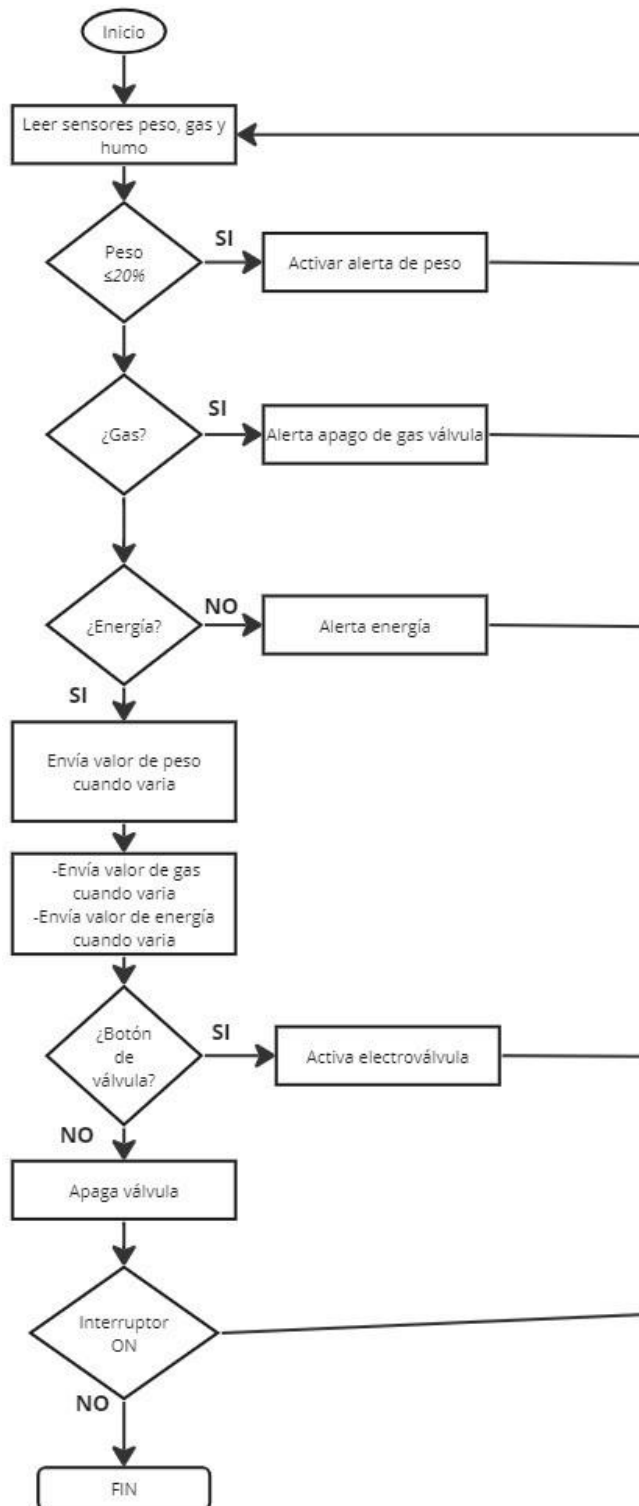 Inicio
Leer sensores peso, gas y
humo
Peso
≤20%
SI
Activar alerta de peso
¿Gas?
SI
Alerta apago de gas válvula
¿Energía?
NO
Alerta energía
SI
Envía valor de peso
cuando varia
-Envía valor de gas
cuando varia
-Envía valor de energía
cuando varia
¿Botón
de
válvula?
SI
Activa electroválvula
NO
Apaga válvula
Interruptor
ON
NO
FIN